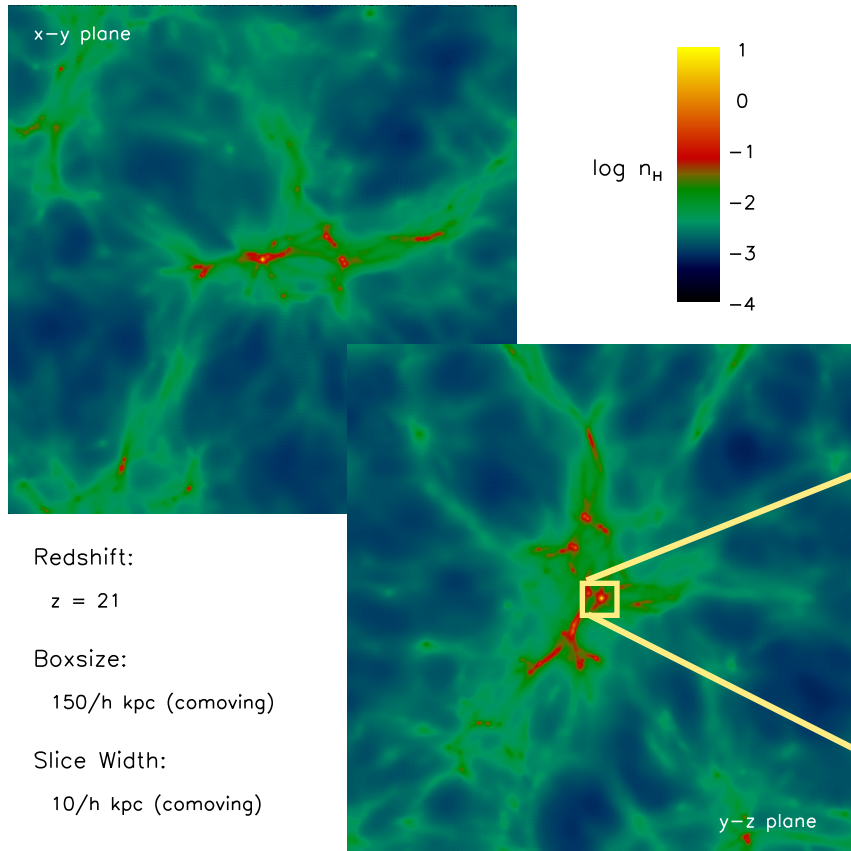 x-y plane
1
0
-1
log nH
-2
-3
-4
Redshift:
z = 21
Boxsize:
150/h kpc (comoving)
Slice Width:
10/h kpc (comoving)
y-z plane